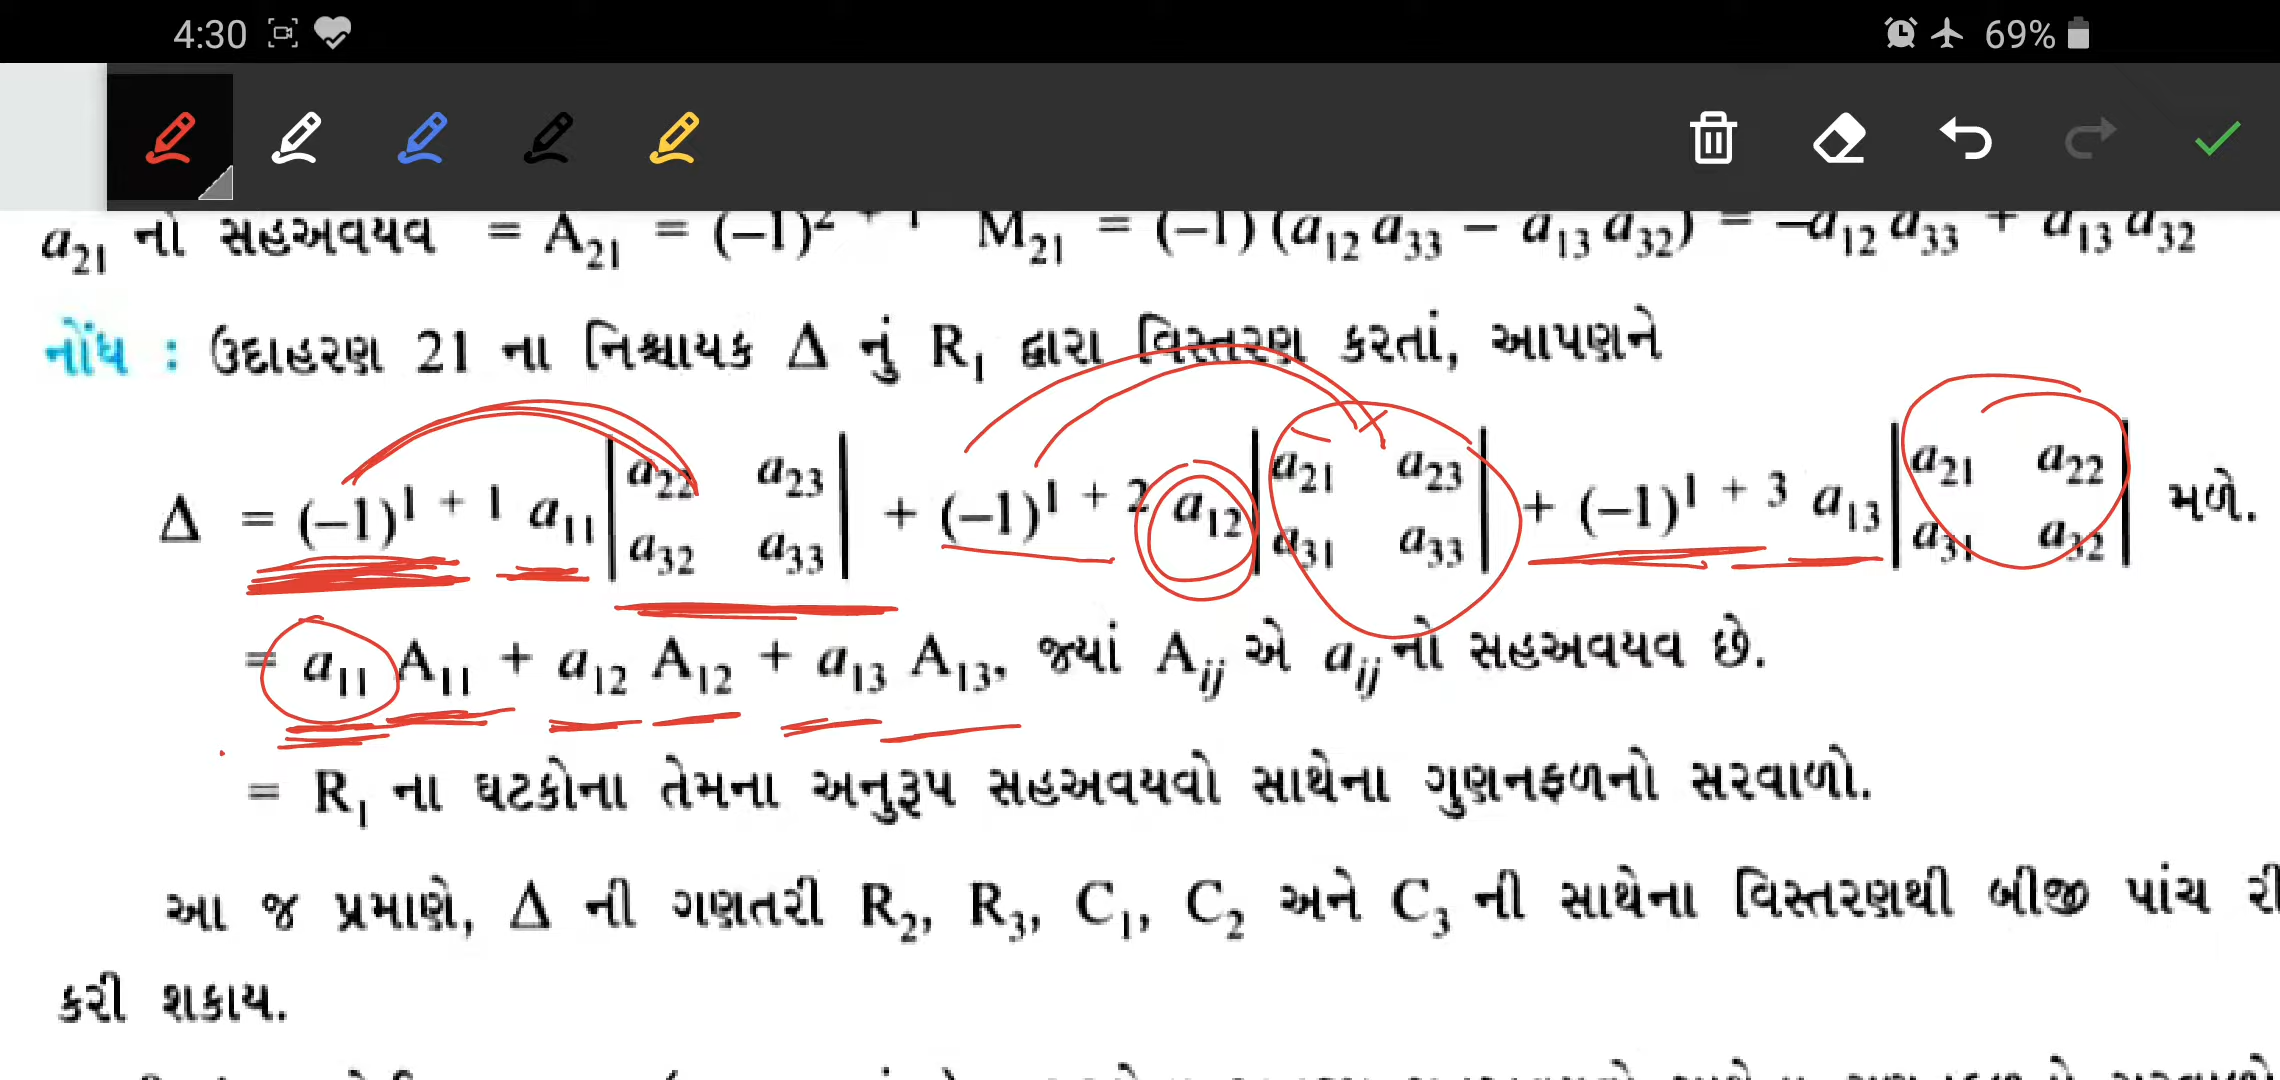 4:30 69%
a21 નો સહઅવયવ = A21 = (–1)2 + 1 M21 = (–1) (a12 a33 – a13 a32) = –a12 a33 + a13 a32
નોંધ : ઉદાહરણ 21 ના નિશ્ચાયક Δ નું R1 દ્વારા વિસ્તરણ કરતાં, આપણને
Δ = (–1)1 + 1 a11 |a22 a23 a32 a33| + (–1)1 + 2 a12 |a21 a23 a31 a33| + (–1)1 + 3 a13 |a21 a22 a31 a32| મળે.
= a11 A11 + a12 A12 + a13 A13, જ્યાં Aij એ aij નો સહઅવયવ છે.
= R1 ના ઘટકોના તેમના અનુરૂપ સહઅવયવો સાથેના ગુણનફળનો સરવાળો.
આ જ પ્રમાણે, Δ ની ગણતરી R2, R3, C1, C2 અને C3 ની સાથેના વિસ્તરણથી બીજી પાંચ રી
કરી શકાય.